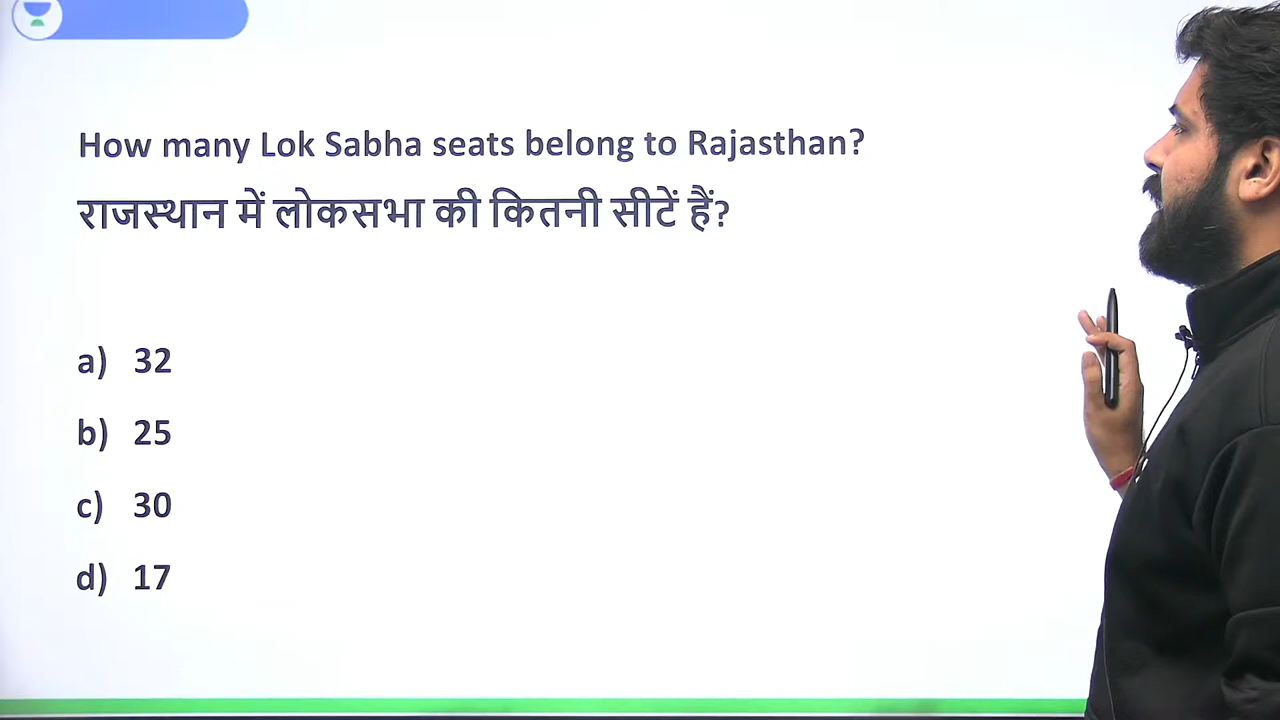 How many Lok Sabha seats belong to Rajasthan?
राजस्थान में लोकसभा की कितनी सीटें हैं?
a) 32
b) 25
c) 30
d) 17